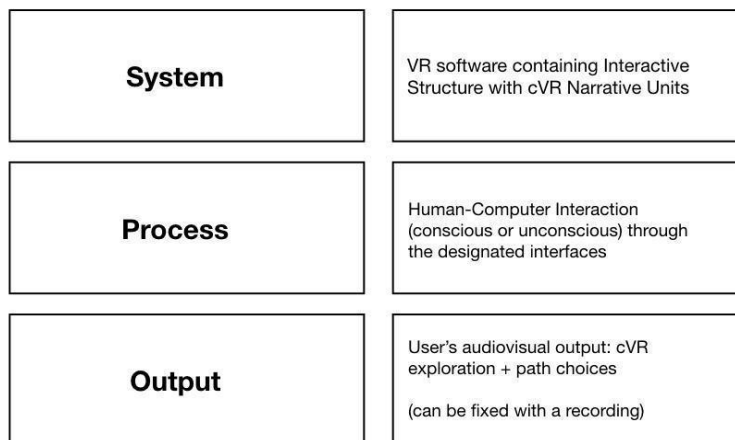 System
VR software containing Interactive
Structure with cVR Narrative Units
Process
Human-Computer Interaction
(conscious or unconscious) through
the designated interfaces
Output
User’s audiovisual output: cVR
exploration + path choices
(can be fixed with a recording)